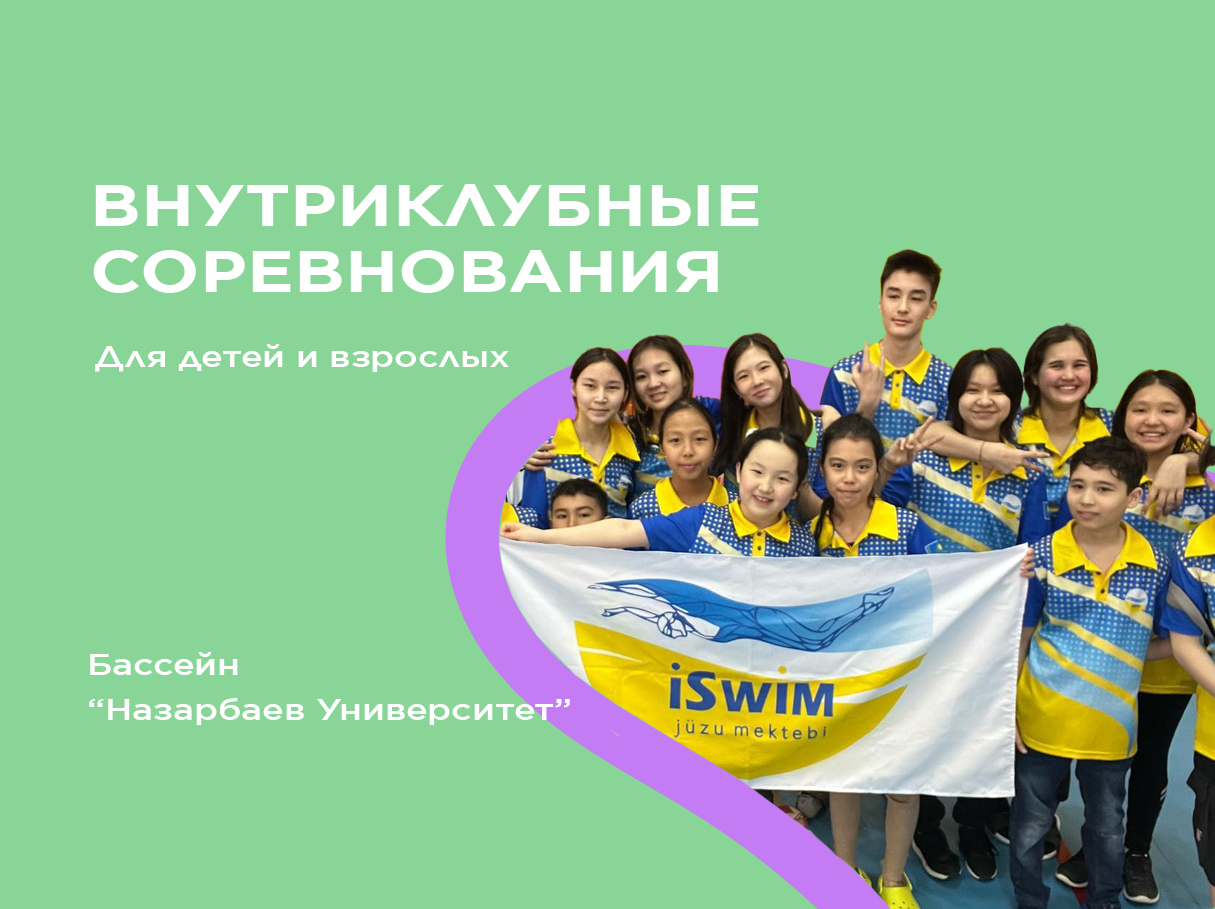 ВНУТРИКЛУБНЫЕ
СОРЕВНОВАНИЯ
Для детей и взрослых
Бассейн
“Назарбаев Университет”
iSwiM
jüzu mektebi